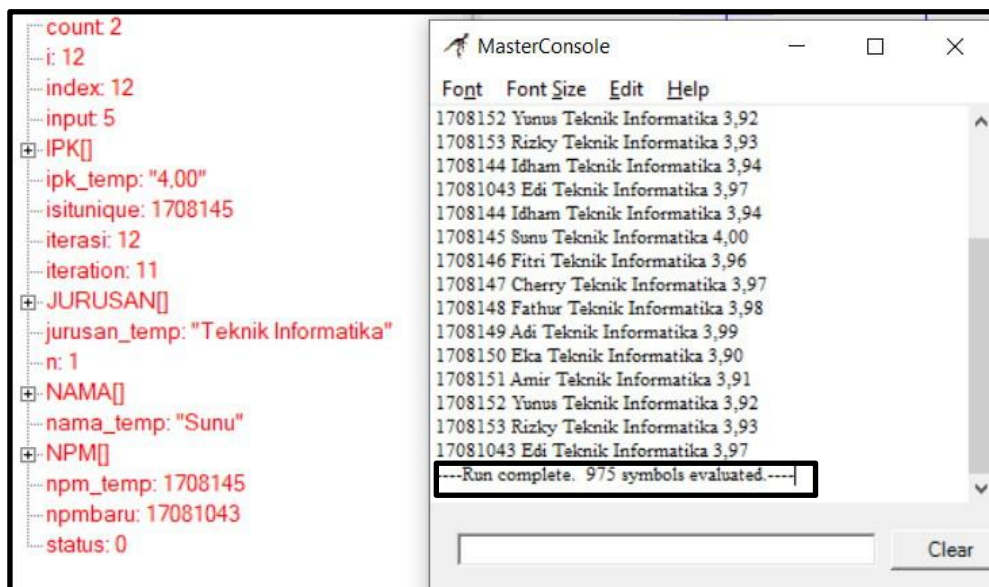 count: 2
i: 12
index: 12
input: 5
IPK[]
ipk_temp: "4,00"
isitunique: 1708145
iterasi: 12
iteration: 11
JURUSAN[]
jurusan_temp: "Teknik Informatika"
n: 1
NAMA[]
nama_temp: "Sunu"
NPM[]
npm_temp: 1708145
npmbaru: 17081043
status: 0
MasterConsole
Font Font Size Edit Help
1708152 Yunus Teknik Informatika 3,92
1708153 Rizky Teknik Informatika 3,93
1708144 Idham Teknik Informatika 3,94
17081043 Edi Teknik Informatika 3,97
1708144 Idham Teknik Informatika 3,94
1708145 Sunu Teknik Informatika 4,00
1708146 Fitri Teknik Informatika 3,96
1708147 Cherry Teknik Informatika 3,97
1708148 Fathur Teknik Informatika 3,98
1708149 Adi Teknik Informatika 3,99
1708150 Eka Teknik Informatika 3,90
1708151 Amir Teknik Informatika 3,91
1708152 Yunus Teknik Informatika 3,92
1708153 Rizky Teknik Informatika 3,93
17081043 Edi Teknik Informatika 3,97
----Run complete. 975 symbols evaluated.----
Clear